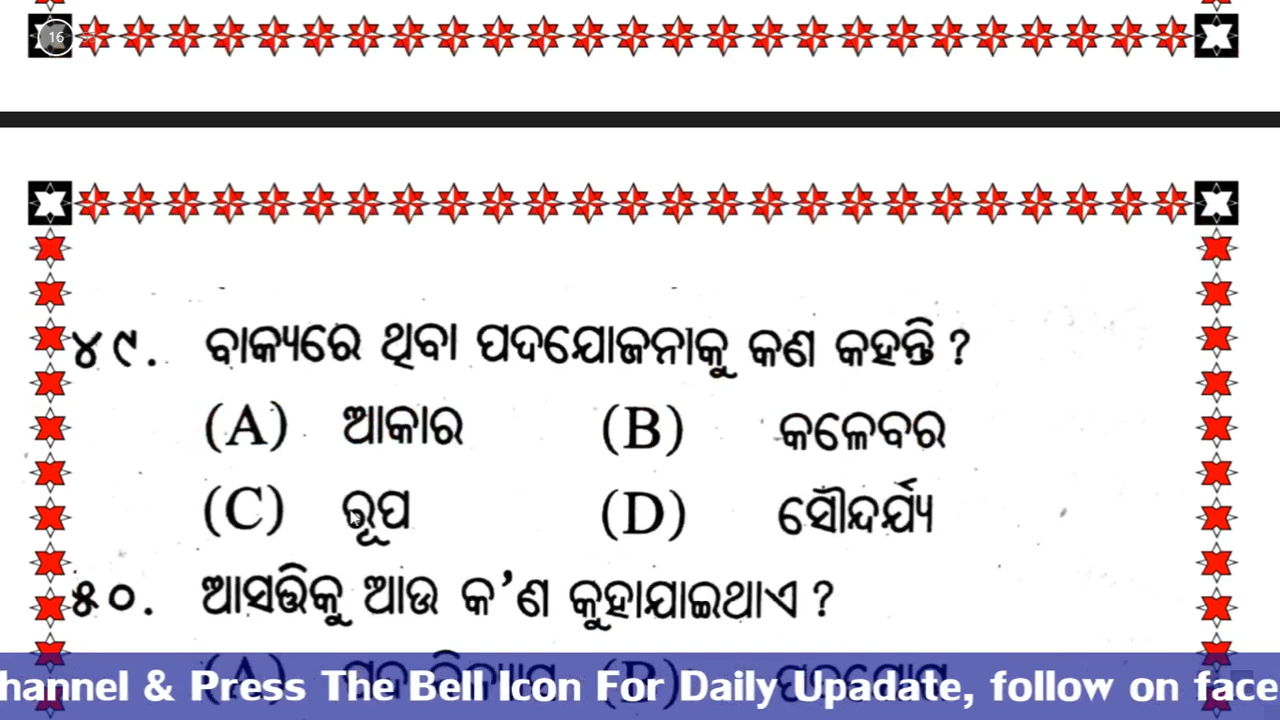 16
୪୯. ବାକ୍ୟରେ ଥିବା ପଦଯୋଜନାକୁ କଣ କହନ୍ତି ?
(A) ଆକାର (B) କଳେବର
(C) ରୂପ (D) ସୌନ୍ଦର୍ଯ୍ୟ
୫୦. ଆସତ୍ତିକୁ ଆଉ କ'ଣ କୁହାଯାଇଥାଏ ?
(A) (B)
hannel & Press The Bell Icon For Daily Upadate, follow on face